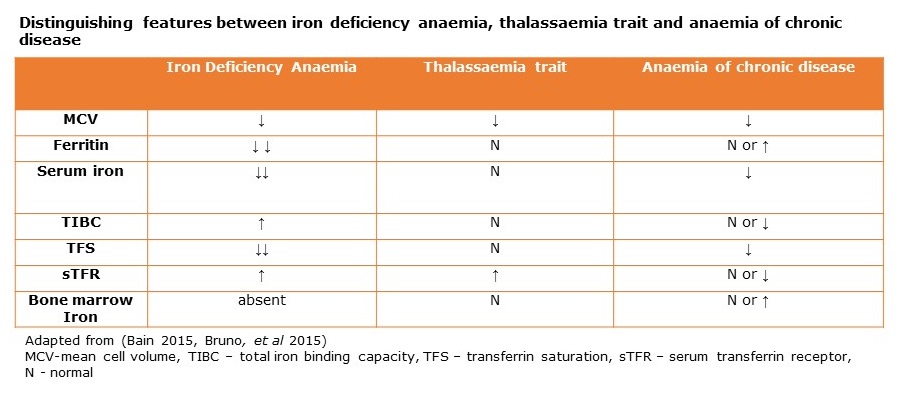 Distinguishing features between iron deficiency anaemia, thalassaemia trait and anaemia of chronic
disease
Iron Deficiency Anaemia Thalassaemia trait Anaemia of chronic disease
MCV ↓ ↓ ↓
Ferritin ↓ ↓ N N or ↑
Serum iron ↓↓ N ↓
TIBC ↑ N N or ↓
TFS ↓↓ N ↓
sTFR ↑ ↑ N or ↓
Bone marrow absent N N or ↑
Iron
Adapted from (Bain 2015, Bruno, et al 2015)
MCV-mean cell volume, TIBC – total iron binding capacity, TFS – transferrin saturation, sTFR – serum transferrin receptor,
N - normal